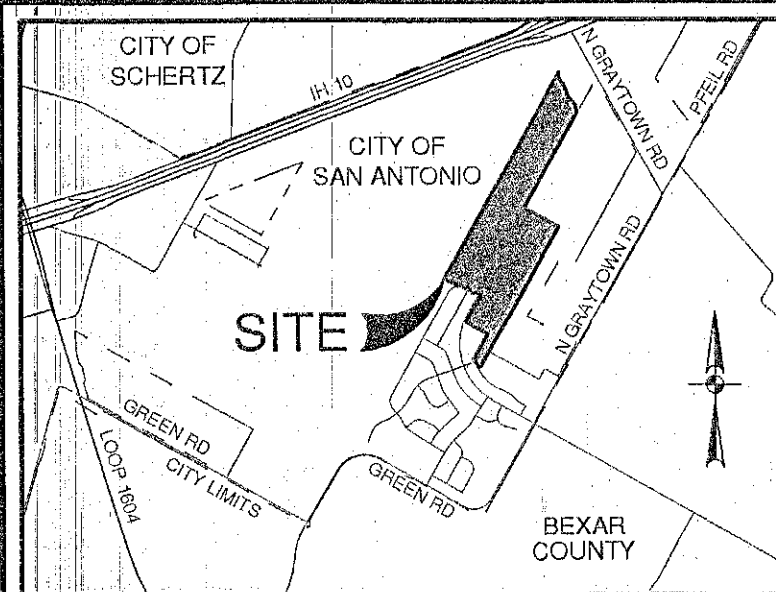 CITY OF
SCHERTZ
IH 10
CITY OF
SAN ANTONIO
N GRAYTOWN RD
PFEIL RD
N GRAYTOWN RD
SITE
GREEN RD
CITY LIMITS
LOOP 1604
GREEN RD
BEXAR
COUNTY